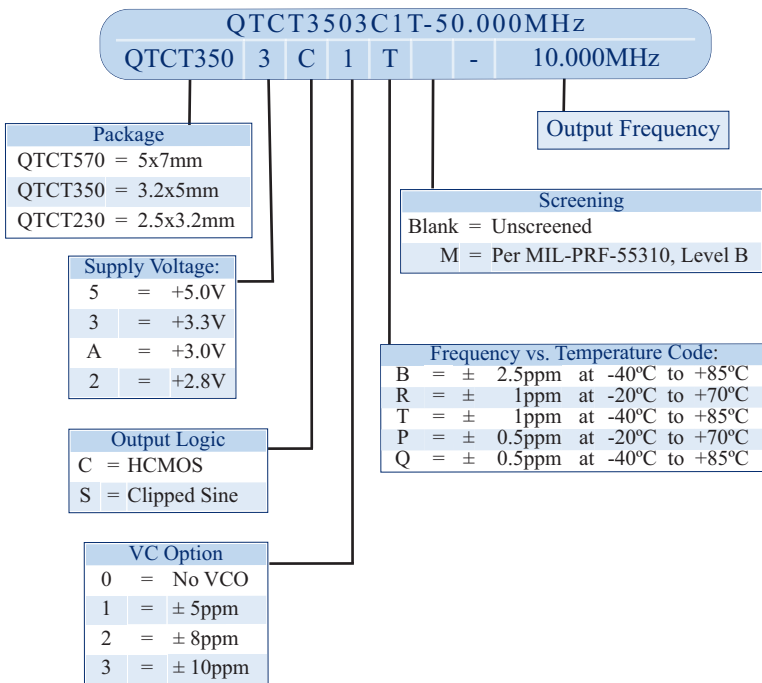 QTCT3503C1T-50.000MHz
QTCT350 3 C 1 T - 10.000MHz
Output Frequency
Package
QTCT570 = 5x7mm
QTCT350 = 3.2x5mm
QTCT230 = 2.5x3.2mm
Screening
Blank = Unscreened
M = Per MIL-PRF-55310, Level B
Supply Voltage:
5 = +5.0V
3 = +3.3V
A = +3.0V
2 = +2.8V
Frequency vs. Temperature Code:
B = ± 2.5ppm at -40ºC to +85ºC
R = ± 1ppm at -20ºC to +70ºC
T = ± 1ppm at -40ºC to +85ºC
P = ± 0.5ppm at -20ºC to +70ºC
Q = ± 0.5ppm at -40ºC to +85ºC
Output Logic
C = HCMOS
S = Clipped Sine
VC Option
0 = No VCO
1 = ± 5ppm
2 = ± 8ppm
3 = ± 10ppm